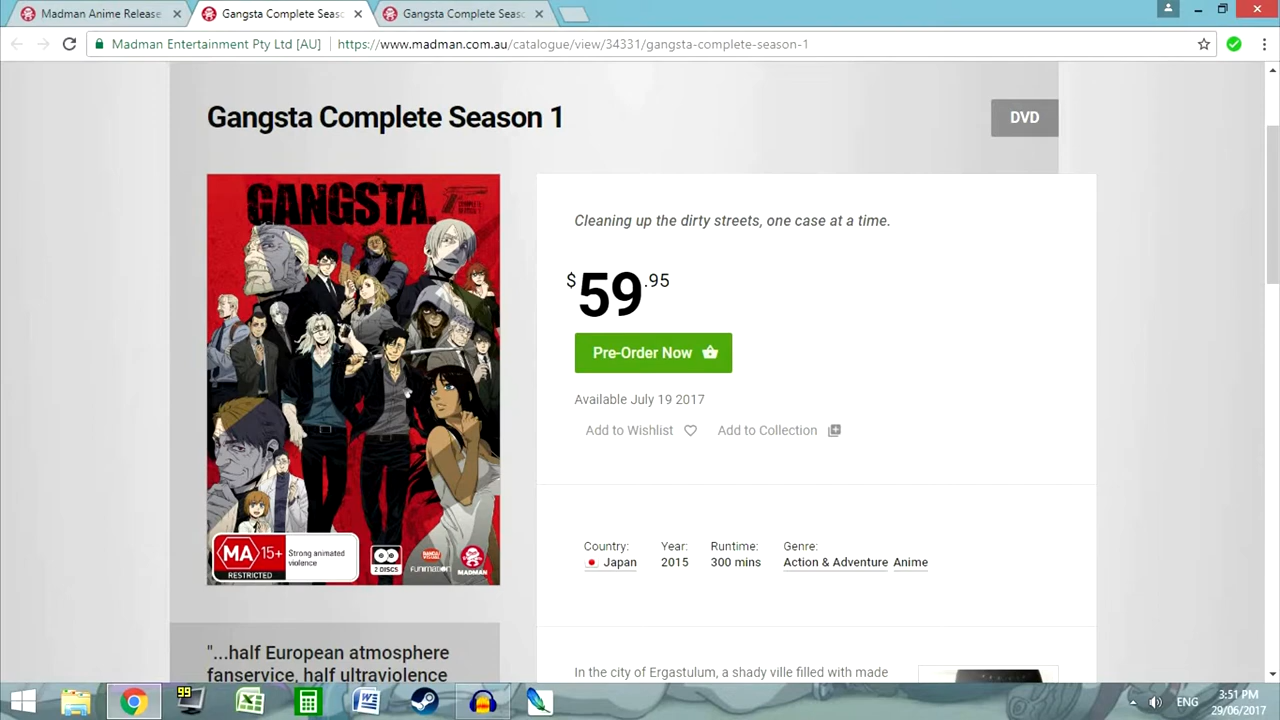 Madman Anime Release
Gangsta Complete Seas
Gangsta Complete Seas
Madman Entertainment Pty Ltd [AU]
https://www.madman.com.au/catalogue/view/34331/gangsta-complete-season-1
Gangsta Complete Season 1
DVD
GANGSTA.
COMPLETE
SEASON 1
Cleaning up the dirty streets, one case at a time.
$59.95
Pre-Order Now
Available July 19 2017
Add to Wishlist
Add to Collection
Country: Year: Runtime: Genre:
Japan 2015 300 mins Action & Adventure Anime
MA 15+
RESTRICTED
Strong animated
violence
2 DISCS
FUNIMATION
MADMAN
"...half European atmosphere
fanservice, half ultraviolence
In the city of Ergastulum, a shady ville filled with made
99
ENG
3:51 PM
29/06/2017